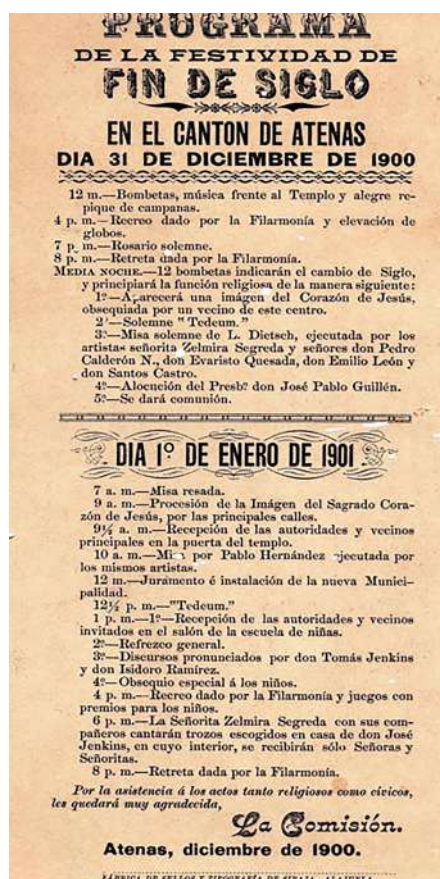 PROGRAMA
DE LA FESTIVIDAD DE
FIN DE SIGLO
EN EL CANTON DE ATENAS
DIA 31 DE DICIEMBRE DE 1900
12 m.—Bombetas, música frente al Templo y alegre re-
pique de campanas.
4 p. m.—Recreo dado por la Filarmonía y elevación de
globos.
7 p. m.—Rosario solemne.
8 p. m.—Retreta dada por la Filarmonía.
MEDIA NOCHE.—12 bombetas indicarán el cambio de Siglo,
y principiará la función religiosa de la manera siguiente:
1º—Aparecerá una imágen del Corazón de Jesús,
obsequiada por un vecino de este centro.
2º—Solemne "Tedeum."
3º—Misa solemne de L. Dietsch, ejecutada por los
artistas señorita Zelmira Segreda y señores don Pedro
Calderón N., don Evaristo Quesada, don Emilio León y
don Santos Castro.
4º—Alocución del Presbº don José Pablo Guillén.
5º—Se dará comunión.
DIA 1º DE ENERO DE 1901
7 a. m.—Misa resada.
9 a. m.—Procesión de la Imágen del Sagrado Cora-
zón de Jesús, por las principales calles.
9½ a. m.—Recepción de las autoridades y vecinos
principales en la puerta del templo.
10 a. m.—Misa por Pablo Hernández ejecutada por
los mismos artistas.
12 m.—Juramento é instalación de la nueva Munici-
palidad.
12½ p. m.—"Tedeum."
1 p. m.—1º—Recepción de las autoridades y vecinos
invitados en el salón de la escuela de niñas.
2º—Refrezco general.
3º—Discursos pronunciados por don Tomás Jenkins
y don Isidoro Ramírez.
4º—Obsequio especial á los niños.
4 p. m.—Recreo dado por la Filarmonía y juegos con
premios para los niños.
6 p. m.—La Señorita Zelmira Segreda con sus com-
pañeros cantarán trozos escogidos en casa de don José
Jenkins, en cuyo interior, se recibirán sólo Señoras y
Señoritas.
8 p. m.—Retreta dada por la Filarmonía.
Por la asistencia á los actos tanto religiosos como cívicos,
les quedará muy agradecida,
La Comisión.
Atenas, diciembre de 1900.
FÁBRICA DE SELLOS Y TIPOGRAFÍA DE SIBAJA.—ALAJUELA